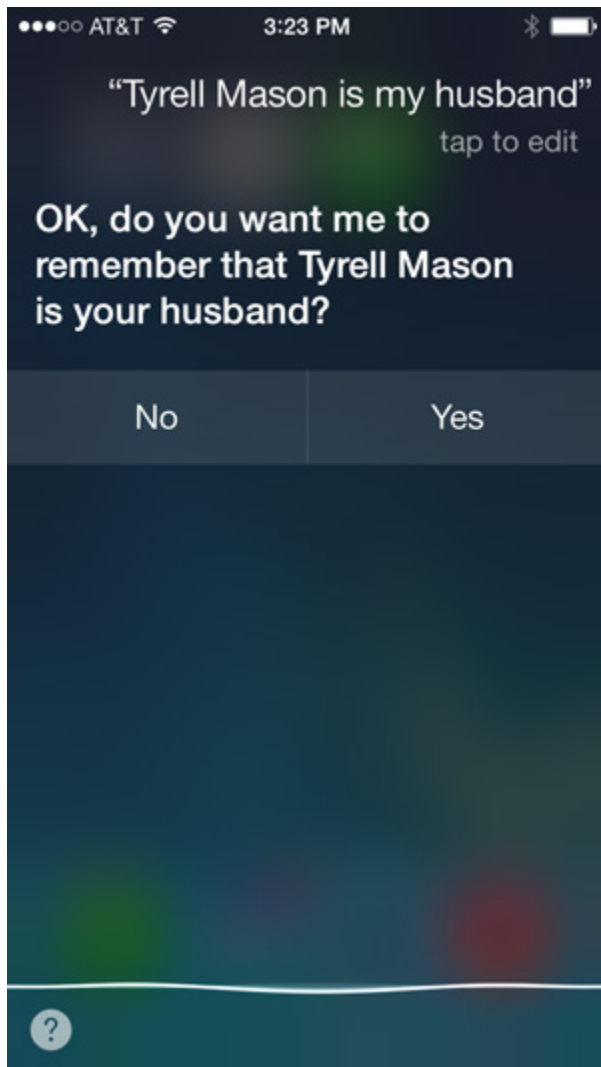 AT&T 3:23 PM
“Tyrell Mason is my husband”
tap to edit
OK, do you want me to
remember that Tyrell Mason
is your husband?
No Yes
?